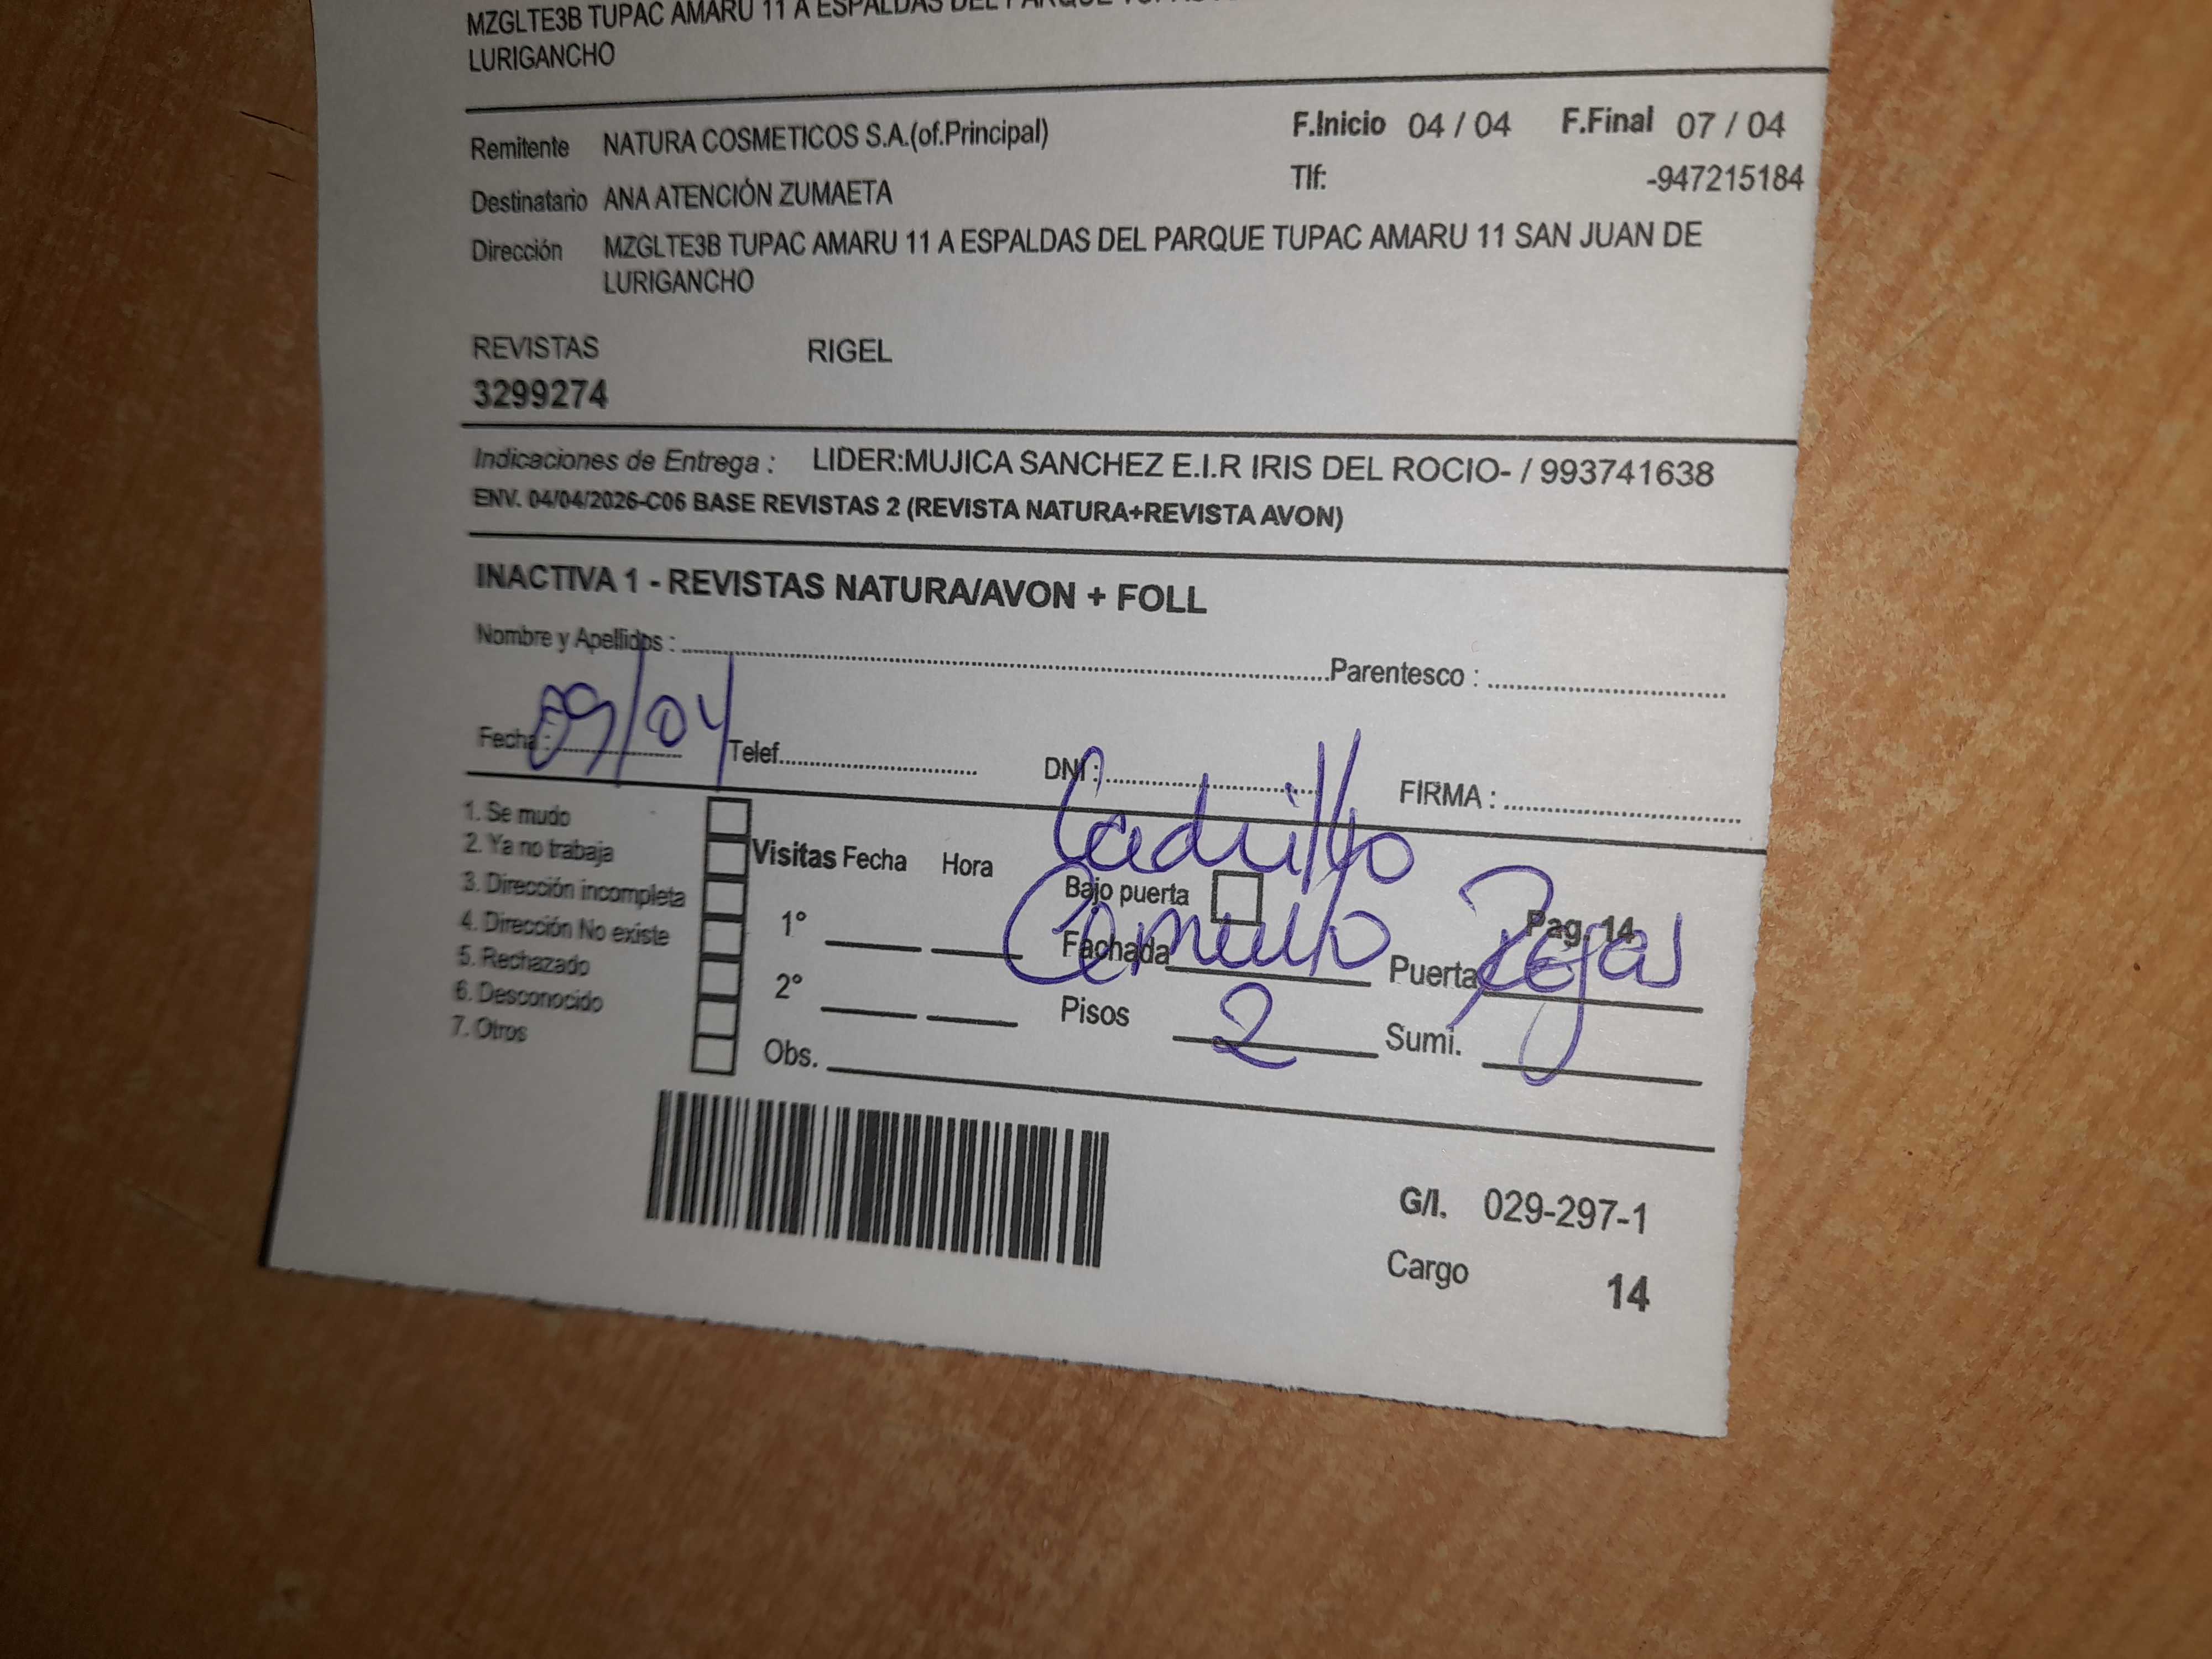 MZGLTE3B TUPAC AMARU 11 A ESPALDAS DEL PARQUE
LURIGANCHO
Remitente NATURA COSMETICOS S.A.(of.Principal) F.Inicio 04 / 04 F.Final 07 / 04
Destinatario ANA ATENCIÓN ZUMAETA Tlf: -947215184
Dirección MZGLTE3B TUPAC AMARU 11 A ESPALDAS DEL PARQUE TUPAC AMARU 11 SAN JUAN DE
LURIGANCHO
REVISTAS RIGEL
3299274
Indicaciones de Entrega : LIDER:MUJICA SANCHEZ E.I.R IRIS DEL ROCIO- / 993741638
ENV. 04/04/2026-C06 BASE REVISTAS 2 (REVISTA NATURA+REVISTA AVON)
INACTIVA 1 - REVISTAS NATURA/AVON + FOLL
Nombre y Apellidos : Parentesco :
Fecha : 09/04 Telef. DNI : FIRMA :
Ladrillo
1. Se mudo
2. Ya no trabaja
3. Dirección incompleta
4. Dirección No existe
5. Rechazado
6. Desconocido
7. Otros
Visitas Fecha Hora
1°
2°
Obs.
Bajo puerta Pag. 14
Fachada Puerta Rejas
Pisos 2 Sumi.
G/I. 029-297-1
Cargo 14